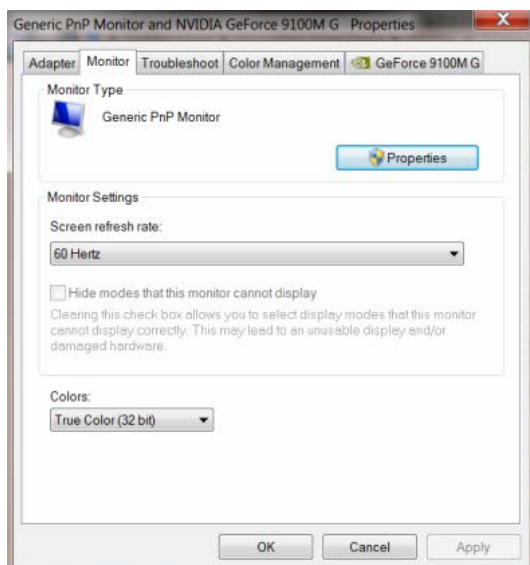 Generic PnP Monitor and NVIDIA GeForce 9100M G Properties
Adapter Monitor Troubleshoot Color Management GeForce 9100M G
Monitor Type
Generic PnP Monitor
Properties
Monitor Settings
Screen refresh rate:
60 Hertz
Hide modes that this monitor cannot display
Clearing this check box allows you to select display modes that this monitor
cannot display correctly. This may lead to an unusable display and/or
damaged hardware.
Colors:
True Color (32 bit)
OK Cancel Apply